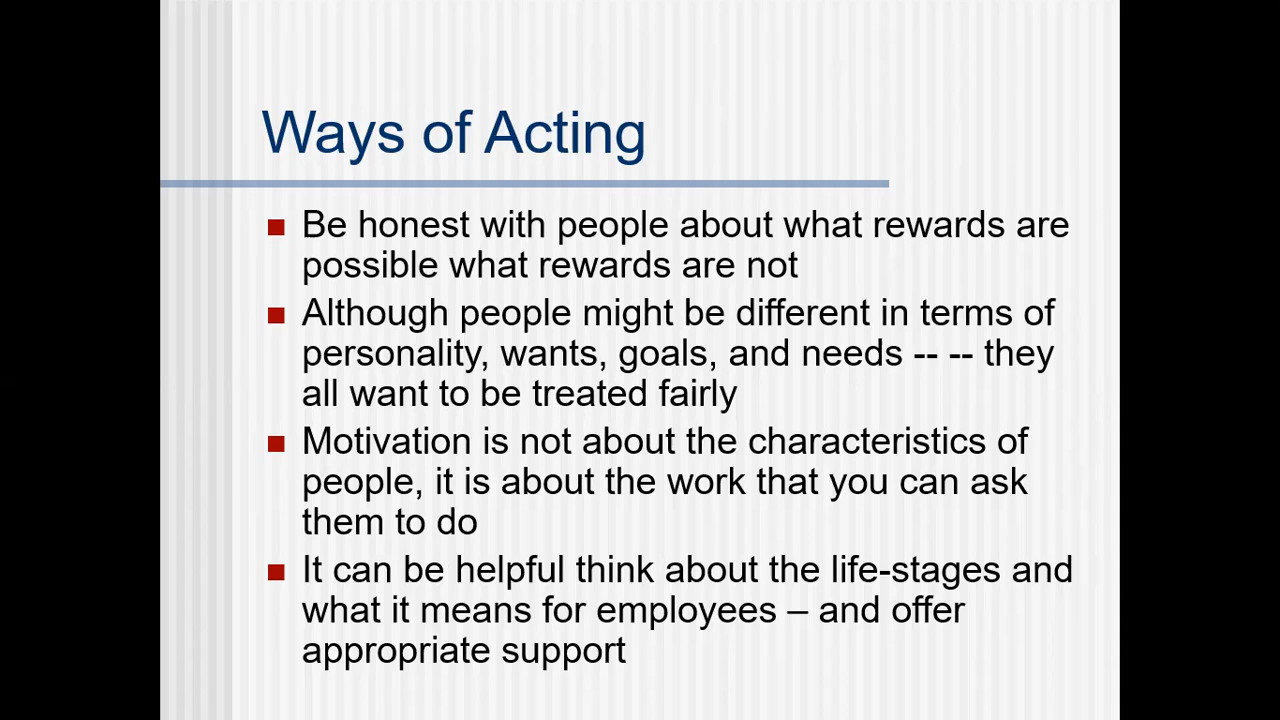 Ways of Acting
Be honest with people about what rewards are
possible what rewards are not
Although people might be different in terms of
personality, wants, goals, and needs -- -- they
all want to be treated fairly
Motivation is not about the characteristics of
people, it is about the work that you can ask
them to do
It can be helpful think about the life-stages and
what it means for employees – and offer
appropriate support